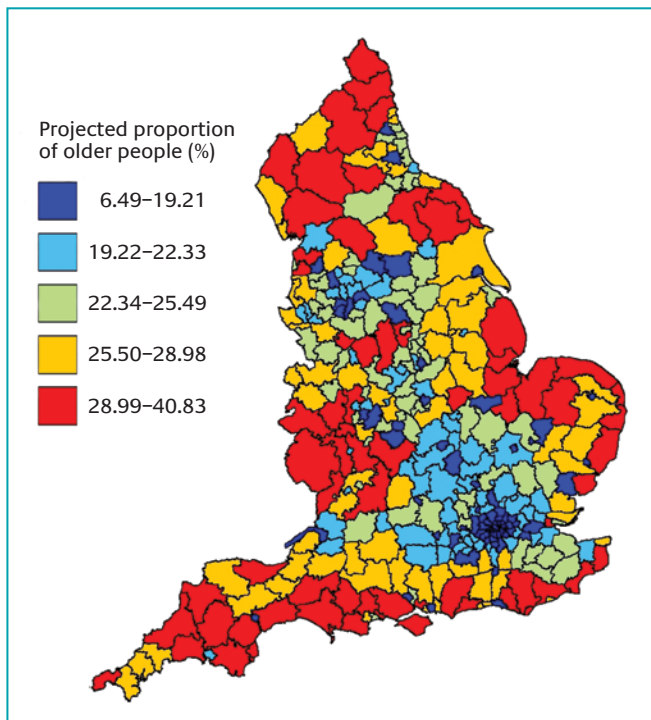 Projected proportion
of older people (%)
6.49–19.21
19.22–22.33
22.34–25.49
25.50–28.98
28.99–40.83